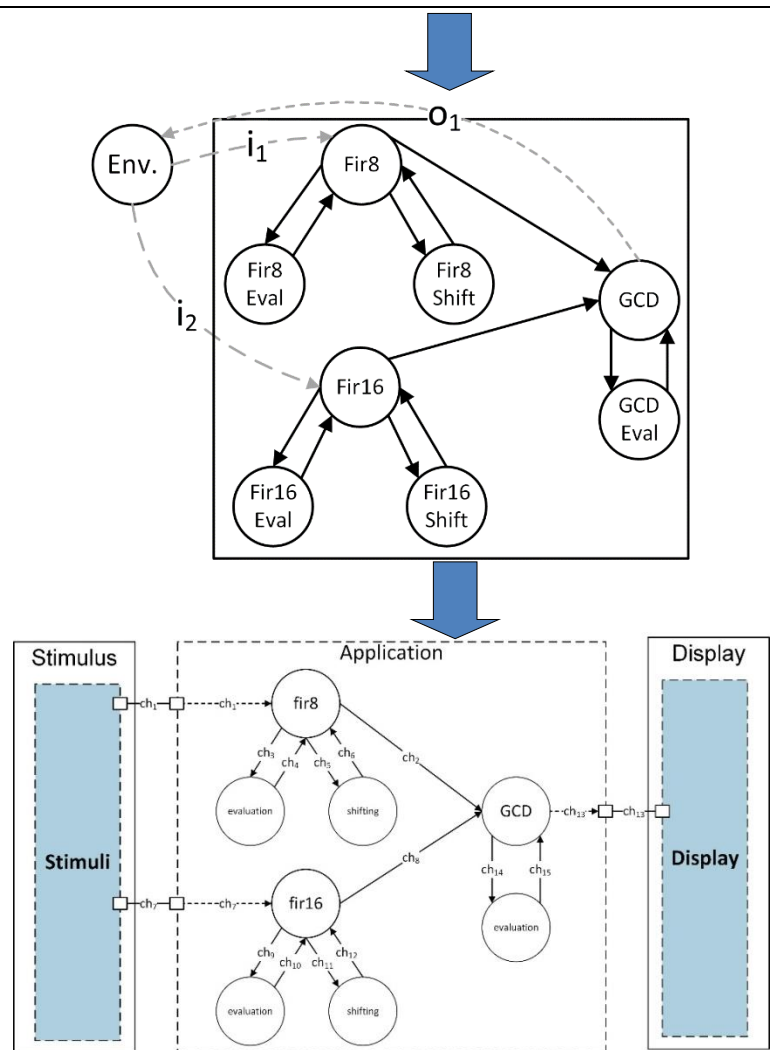 o₁
Env.
i₁
Fir8
Fir8
Eval
Fir8
Shift
GCD
i₂
Fir16
GCD
Eval
Fir16
Eval
Fir16
Shift
Stimulus
Application
Display
ch₁
ch₁
fir8
ch₃
ch₄
ch₅
ch₆
ch₂
evaluation
shifting
GCD
ch₁₃
ch₁₃
Stimuli
Display
ch₈
ch₁₄
ch₁₅
ch₇
ch₇
fir16
evaluation
ch₉
ch₁₀
ch₁₁
ch₁₂
evaluation
shifting